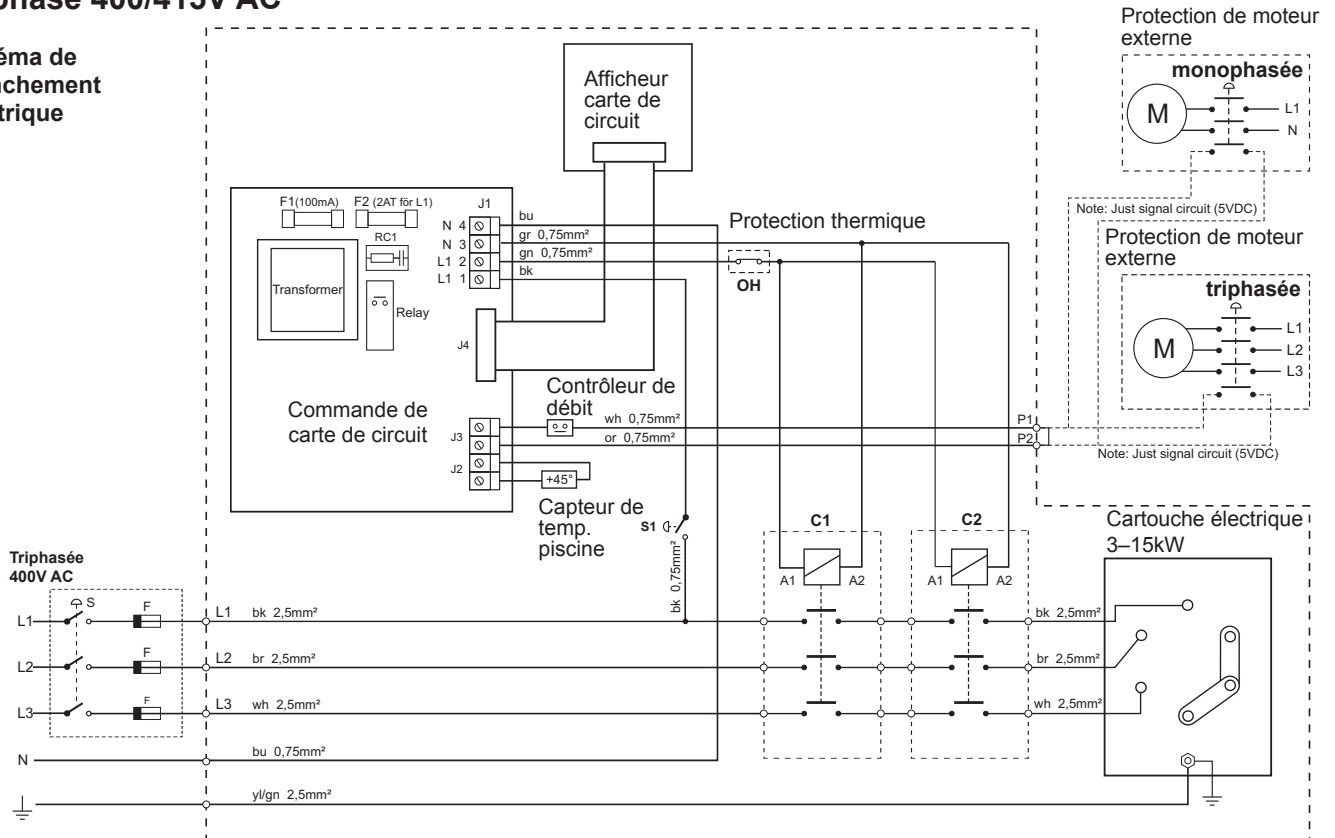 phase 400/415V AC
éma de
nchement
trique
Protection de moteur
externe
monophasée
M
L1
N
Note: Just signal circuit (5VDC)
Protection de moteur
externe
triphasée
M
L1
L2
L3
Note: Just signal circuit (5VDC)
Afficheur
carte de
circuit
F1(100mA)
F2 (2AT för L1)
J1
RC1
Transformer
Relay
N 4
N 3
L1 2
L1 1
bu
gr 0,75mm²
gn 0,75mm²
bk
Protection thermique
OH
J4
Commande de
carte de circuit
Contrôleur de
débit
wh 0,75mm²
or 0,75mm²
J3
J2
P1
P2
+45°
Capteur de
temp.
piscine
S1
bk 0,75mm²
C1
C2
A1
A2
A1
A2
Cartouche électrique
3–15kW
Triphasée
400V AC
S
F
L1
L1 bk 2,5mm²
bk 2,5mm²
F
L2
L2 br 2,5mm²
br 2,5mm²
F
L3
L3 wh 2,5mm²
wh 2,5mm²
N
bu 0,75mm²
yl/gn 2,5mm²